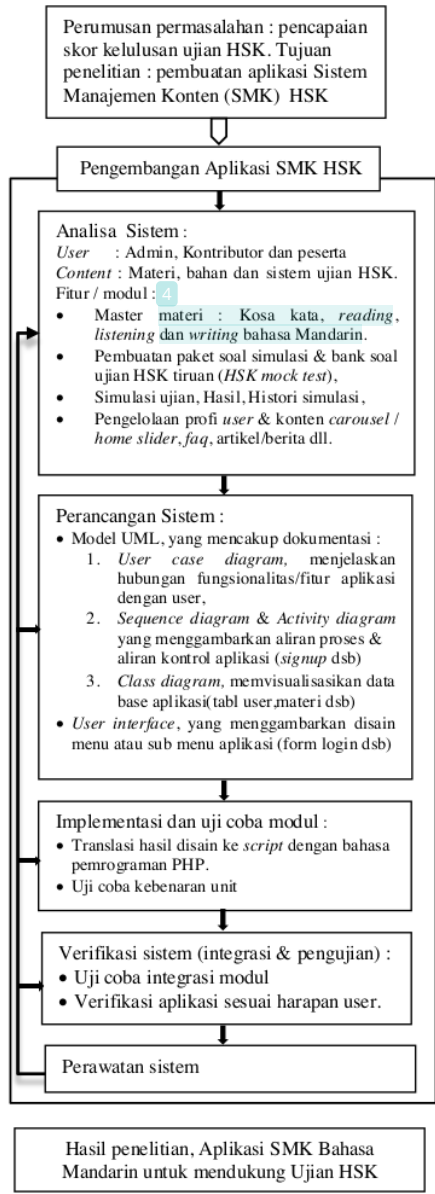 Perumusan permasalahan : pencapaian
skor kelulusan ujian HSK. Tujuan
penelitian : pembuatan aplikasi Sistem
Manajemen Konten (SMK) HSK
Pengembangan Aplikasi SMK HSK
Analisa Sistem :
User : Admin, Kontributor dan peserta
Content : Materi, bahan dan sistem ujian HSK.
Fitur / modul : 4
• Master materi : Kosa kata, reading,
listening dan writing bahasa Mandarin.
• Pembuatan paket soal simulasi & bank soal
ujian HSK tiruan (HSK mock test),
• Simulasi ujian, Hasil, Histori simulasi,
• Pengelolaan profi user & konten carousel /
home slider, faq, artikel/berita dll.
Perancangan Sistem :
• Model UML, yang mencakup dokumentasi :
1. User case diagram, menjelaskan
hubungan fungsionalitas/fitur aplikasi
dengan user,
2. Sequence diagram & Activity diagram
yang menggambarkan aliran proses &
aliran kontrol aplikasi (signup dsb)
3. Class diagram, memvisualisasikan data
base aplikasi(tabl user,materi dsb)
• User interface, yang menggambarkan disain
menu atau sub menu aplikasi (form login dsb)
Implementasi dan uji coba modul :
• Translasi hasil disain ke script dengan bahasa
pemrograman PHP.
• Uji coba kebenaran unit
Verifikasi sistem (integrasi & pengujian) :
• Uji coba integrasi modul
• Verifikasi aplikasi sesuai harapan user.
Perawatan sistem
Hasil penelitian, Aplikasi SMK Bahasa
Mandarin untuk mendukung Ujian HSK